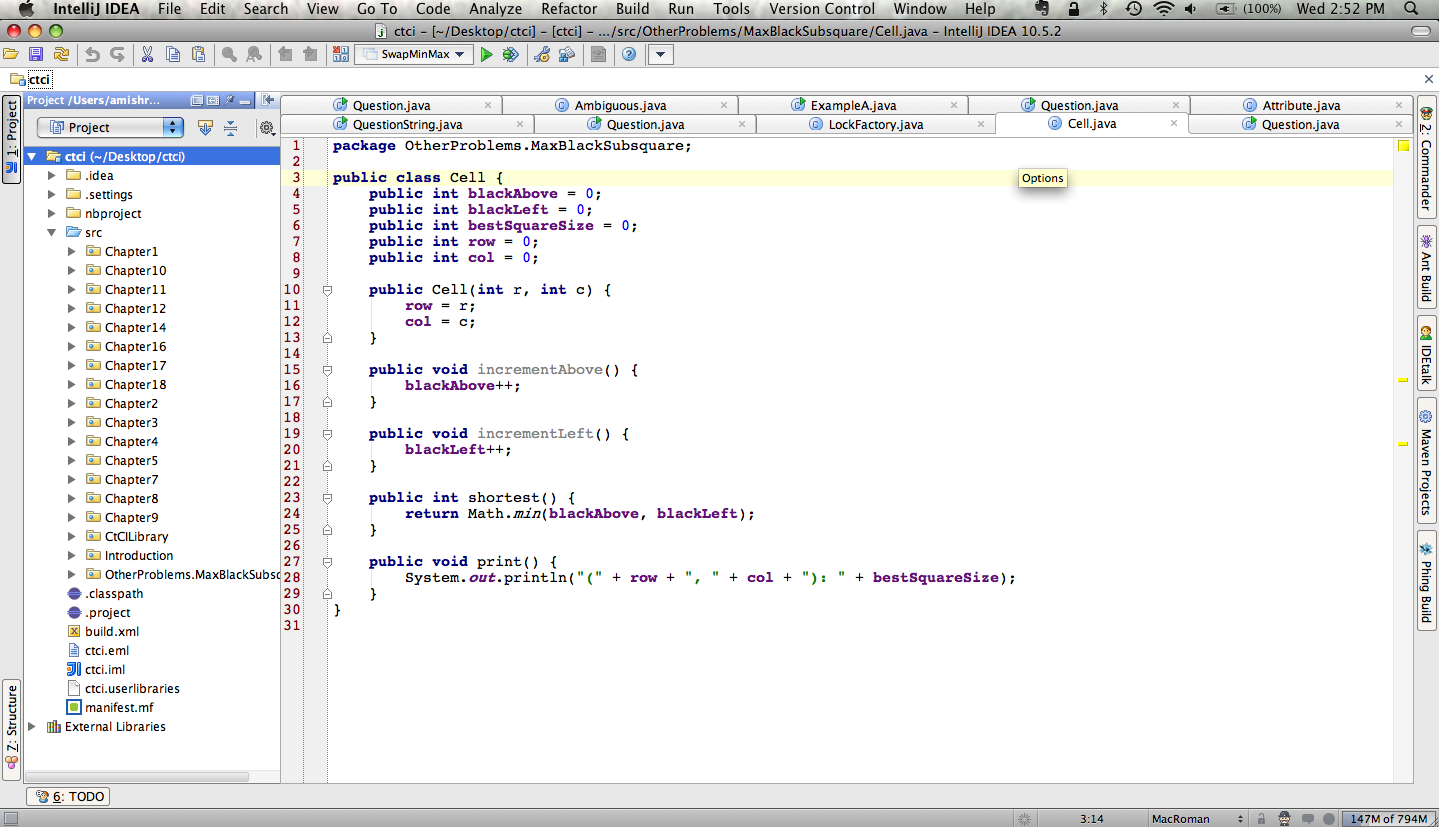 IntelliJ IDEA File Edit Search View Go To Code Analyze Refactor Build Run Tools Version Control Window Help (100%) Wed 2:52 PM
ctci - [~/Desktop/ctci] - [ctci] - .../src/OtherProblems/MaxBlackSubsquare/Cell.java - IntelliJ IDEA 10.5.2
SwapMinMax
ctci
1: Project
Z: Structure
Project /Users/amishr...
Project
ctci (~/Desktop/ctci)
.idea
.settings
nbproject
src
Chapter1
Chapter10
Chapter11
Chapter12
Chapter14
Chapter16
Chapter17
Chapter18
Chapter2
Chapter3
Chapter4
Chapter5
Chapter7
Chapter8
Chapter9
CtCILibrary
Introduction
OtherProblems.MaxBlackSubsc
.classpath
.project
build.xml
ctci.eml
ctci.iml
ctci.userlibraries
manifest.mf
External Libraries
Question.java Ambiguous.java ExampleA.java Question.java Attribute.java
QuestionString.java Question.java LockFactory.java Cell.java Question.java
1 package OtherProblems.MaxBlackSubsquare;
2
3 public class Cell {
4 public int blackAbove = 0;
5 public int blackLeft = 0;
6 public int bestSquareSize = 0;
7 public int row = 0;
8 public int col = 0;
9
10 public Cell(int r, int c) {
11 row = r;
12 col = c;
13 }
14
15 public void incrementAbove() {
16 blackAbove++;
17 }
18
19 public void incrementLeft() {
20 blackLeft++;
21 }
22
23 public int shortest() {
24 return Math.min(blackAbove, blackLeft);
25 }
26
27 public void print() {
28 System.out.println("(" + row + ", " + col + "): " + bestSquareSize);
29 }
30 }
31
Options
2: Commander
Ant Build
IDEtalk
Maven Projects
Phing Build
6: TODO
3:14 MacRoman 147M of 794M